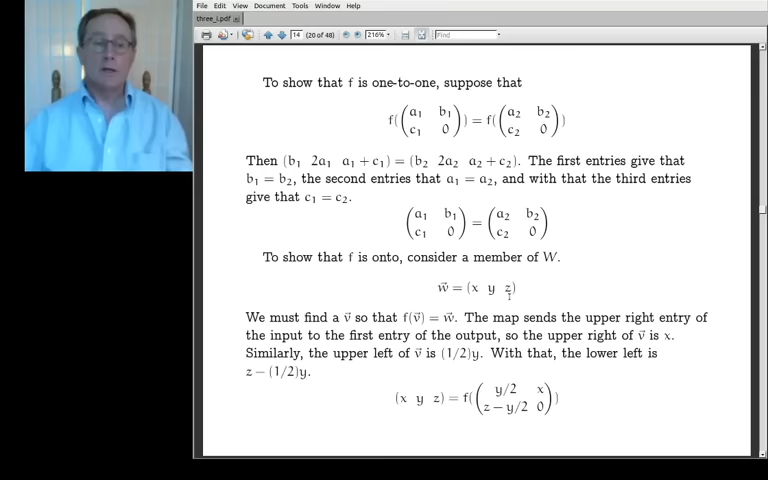 File Edit View Document Tools Window Help
three_i.pdf
14 (20 of 48) 216% Find
To show that f is one-to-one, suppose that
f((a₁ b₁
c₁ 0)) = f((a₂ b₂
c₂ 0))
Then (b₁ 2a₁ a₁ + c₁) = (b₂ 2a₂ a₂ + c₂). The first entries give that
b₁ = b₂, the second entries that a₁ = a₂, and with that the third entries
give that c₁ = c₂.
(a₁ b₁
c₁ 0) = (a₂ b₂
c₂ 0)
To show that f is onto, consider a member of W.
w⃗ = (x y z)
We must find a v⃗ so that f(v⃗) = w⃗. The map sends the upper right entry of
the input to the first entry of the output, so the upper right of v⃗ is x.
Similarly, the upper left of v⃗ is (1/2)y. With that, the lower left is
z − (1/2)y.
(x y z) = f((y/2 x
z − y/2 0))